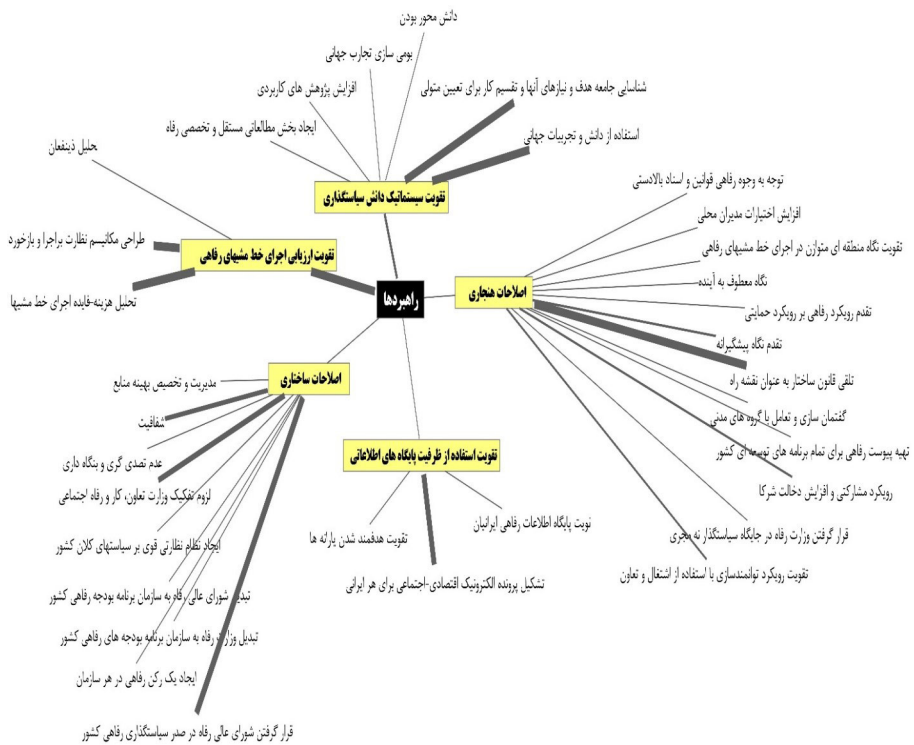 راهبردها
تقویت سیستماتیک دانش سیاستگذاری
دانش محور بودن
بومی سازی تجارب جهانی
افزایش پژوهش های کاربردی
ایجاد بخش مطالعاتی مستقل و تخصصی رفاه
شناسایی جامعه هدف و نیازهای آنها و تقسیم کار برای تعیین متولی
استفاده از دانش و تجربیات جهانی
اصلاحات هنجاری
توجه به وجوه رفاهی قوانین و اسناد بالادستی
افزایش اختیارات مدیران محلی
تقویت نگاه منطقه ای متوازن در اجرای خط مشیهای رفاهی
نگاه معطوف به آینده
تقدم رویکرد رفاهی بر رویکرد حمایتی
تقدم نگاه پیشگیرانه
تلقی قانون ساختار به عنوان نقشه راه
گفتمان سازی و تعامل با گروه های مدنی
تهیه پیوست رفاهی برای تمام برنامه های توسعه ای کشور
رویکرد مشارکتی و افزایش دخالت شرکا
قرار گرفتن وزارت رفاه در جایگاه سیاستگذار نه مجری
تقویت رویکرد توانمندسازی با استفاده از اشتغال و تعاون
تقویت استفاده از ظرفیت پایگاه های اطلاعاتی
نویت پایگاه اطلاعات رفاهی ایرانیان
تشکیل پرونده الکترونیک اقتصادی-اجتماعی برای هر ایرانی
تقویت هدفمند شدن یارانه ها
اصلاحات ساختاری
مدیریت و تخصیص بهینه منابع
شفافیت
عدم تصدی گری و بنگاه داری
لزوم تفکیک وزارت تعاون، کار و رفاه اجتماعی
ایجاد نظام نظارتی قوی بر سیاستهای کلان کشور
تبدیل شورای عالی رفاه به سازمان برنامه بودجه رفاهی کشور
تبدیل وزارت رفاه به سازمان برنامه بودجه های رفاهی کشور
ایجاد یک رکن رفاهی در هر سازمان
قرار گرفتن شورای عالی رفاه در صدر سیاستگذاری رفاهی کشور
تقویت ارزیابی اجرای خط مشیهای رفاهی
حلیل ذینفعان
طراحی مکانیسم نظارت براجرا و بازخورد
تحلیل هزینه-فایده اجرای خط مشیها